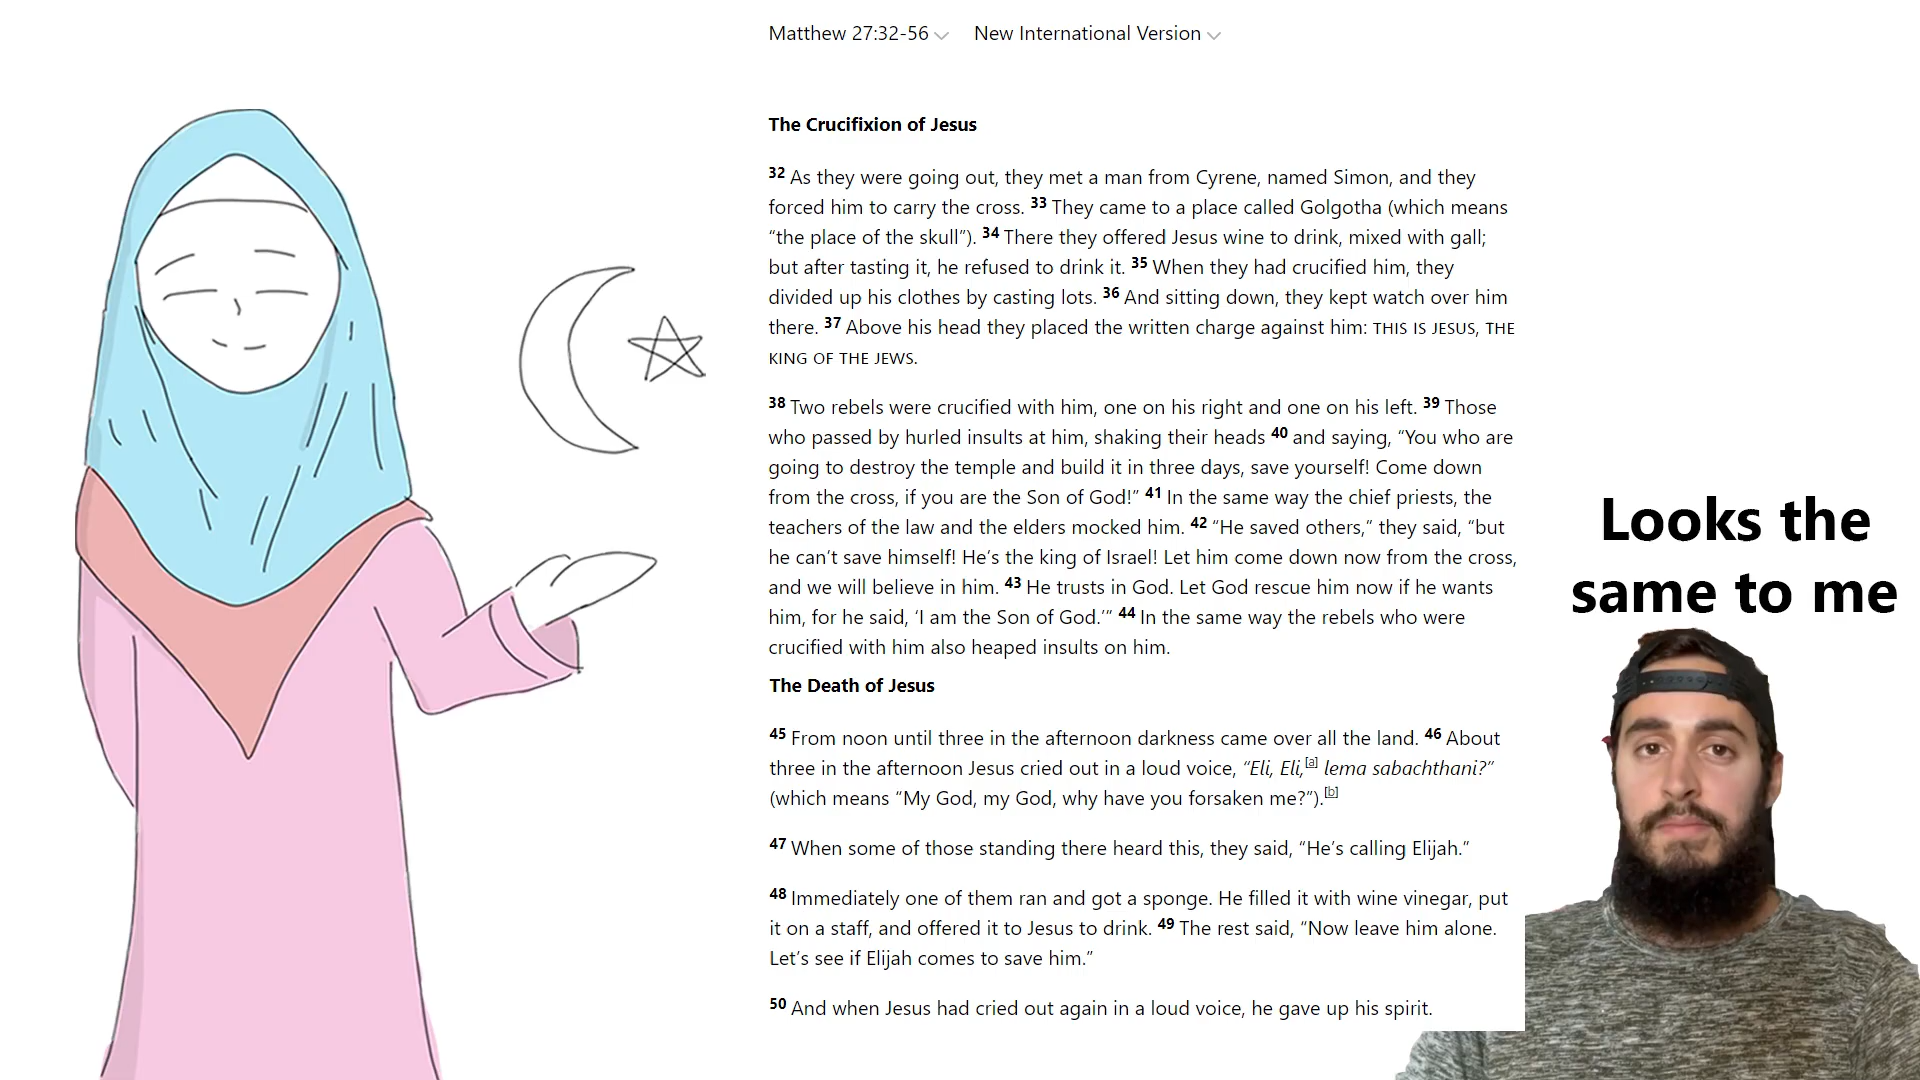 Matthew 27:32-56 New International Version
The Crucifixion of Jesus
32 As they were going out, they met a man from Cyrene, named Simon, and they
forced him to carry the cross. 33 They came to a place called Golgotha (which means
“the place of the skull”). 34 There they offered Jesus wine to drink, mixed with gall;
but after tasting it, he refused to drink it. 35 When they had crucified him, they
divided up his clothes by casting lots. 36 And sitting down, they kept watch over him
there. 37 Above his head they placed the written charge against him: THIS IS JESUS, THE
KING OF THE JEWS.
38 Two rebels were crucified with him, one on his right and one on his left. 39 Those
who passed by hurled insults at him, shaking their heads 40 and saying, “You who are
going to destroy the temple and build it in three days, save yourself! Come down
from the cross, if you are the Son of God!” 41 In the same way the chief priests, the
teachers of the law and the elders mocked him. 42 “He saved others,” they said, “but
he can’t save himself! He’s the king of Israel! Let him come down now from the cross,
and we will believe in him. 43 He trusts in God. Let God rescue him now if he wants
him, for he said, ‘I am the Son of God.’” 44 In the same way the rebels who were
crucified with him also heaped insults on him.
The Death of Jesus
45 From noon until three in the afternoon darkness came over all the land. 46 About
three in the afternoon Jesus cried out in a loud voice, “Eli, Eli,[a] lema sabachthani?”
(which means “My God, my God, why have you forsaken me?”).[b]
47 When some of those standing there heard this, they said, “He’s calling Elijah.”
48 Immediately one of them ran and got a sponge. He filled it with wine vinegar, put
it on a staff, and offered it to Jesus to drink. 49 The rest said, “Now leave him alone.
Let’s see if Elijah comes to save him.”
50 And when Jesus had cried out again in a loud voice, he gave up his spirit.
Looks the
same to me